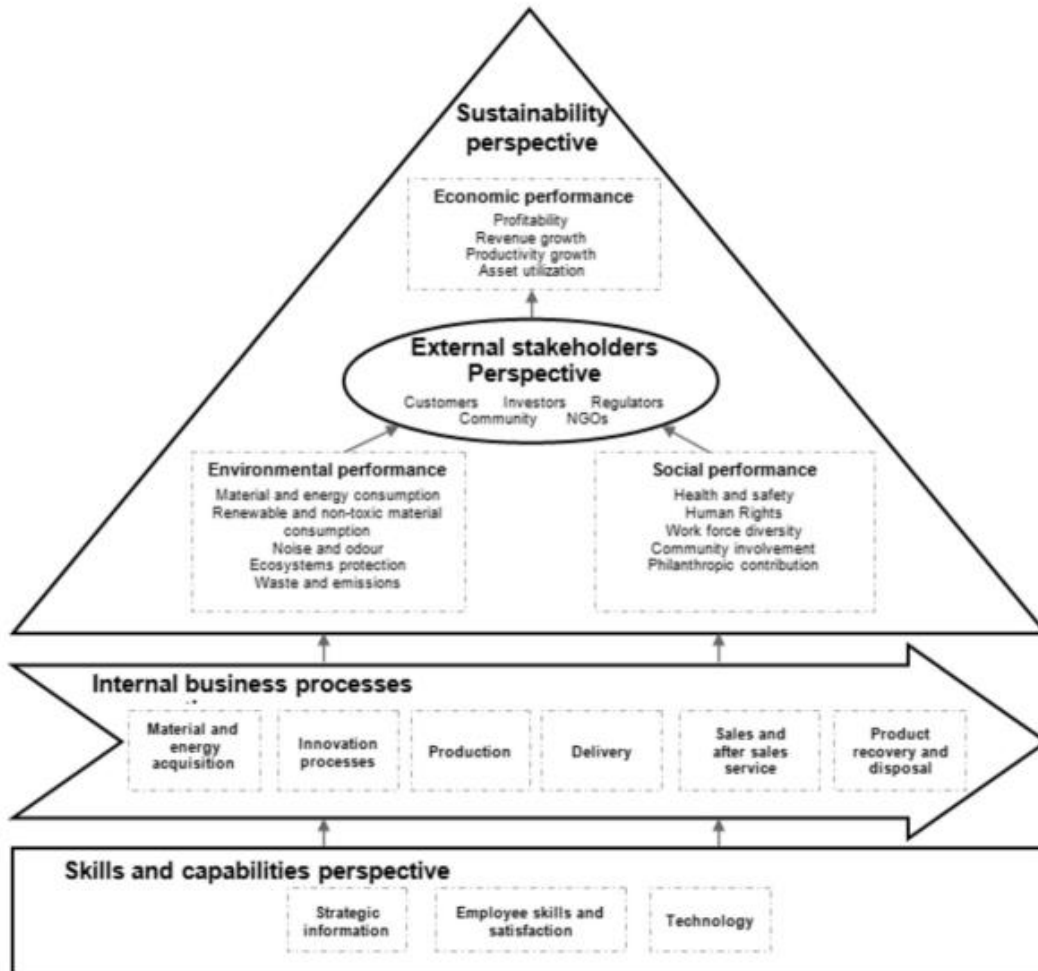 Sustainability
perspective
Economic performance
Profitability
Revenue growth
Productivity growth
Asset utilization
External stakeholders
Perspective
Customers Investors Regulators
Community NGOs
Environmental performance
Material and energy consumption
Renewable and non-toxic material
consumption
Noise and odour
Ecosystems protection
Waste and emissions
Social performance
Health and safety
Human Rights
Work force diversity
Community involvement
Philanthropic contribution
Internal business processes
Material and
energy
acquisition
Innovation
processes
Production
Delivery
Sales and
after sales
service
Product
recovery and
disposal
Skills and capabilities perspective
Strategic
information
Employee skills and
satisfaction
Technology